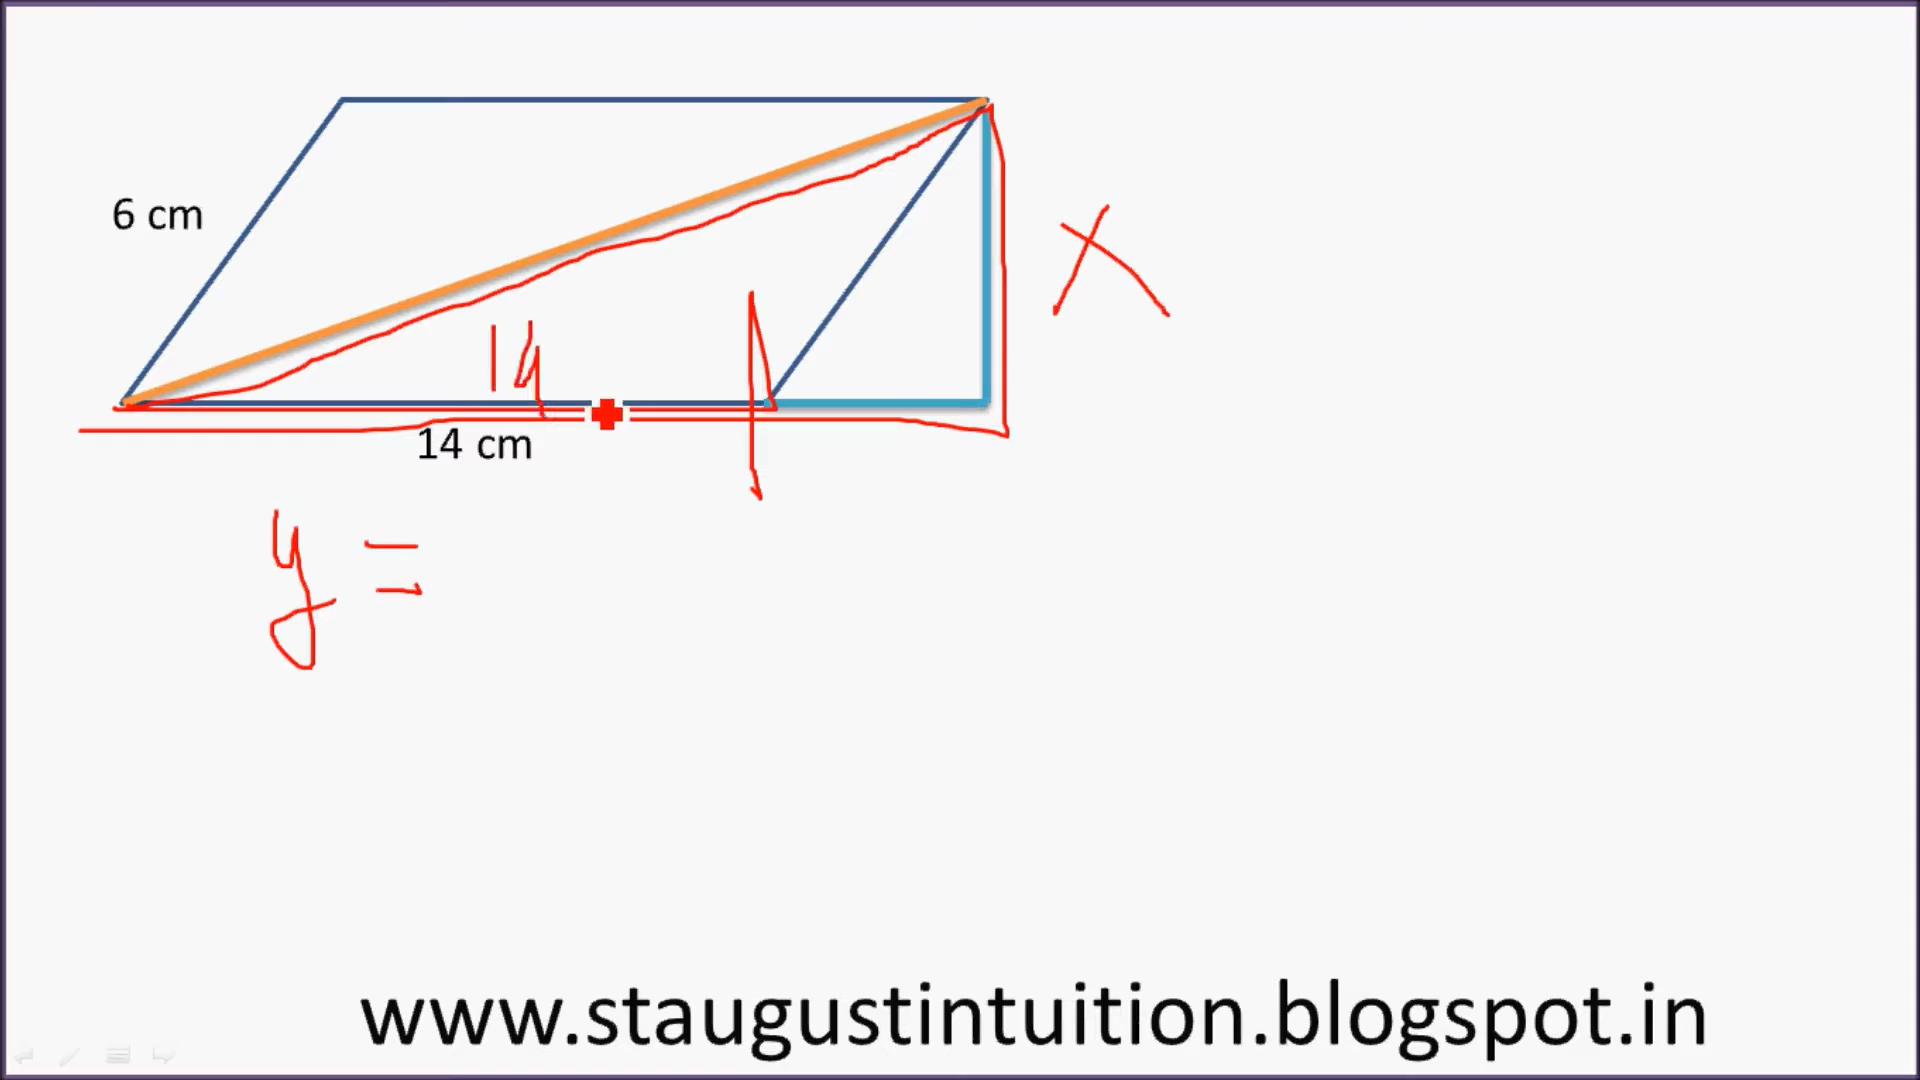 6 cm
x
14
14 cm
y =
www.staugustintuition.blogspot.in